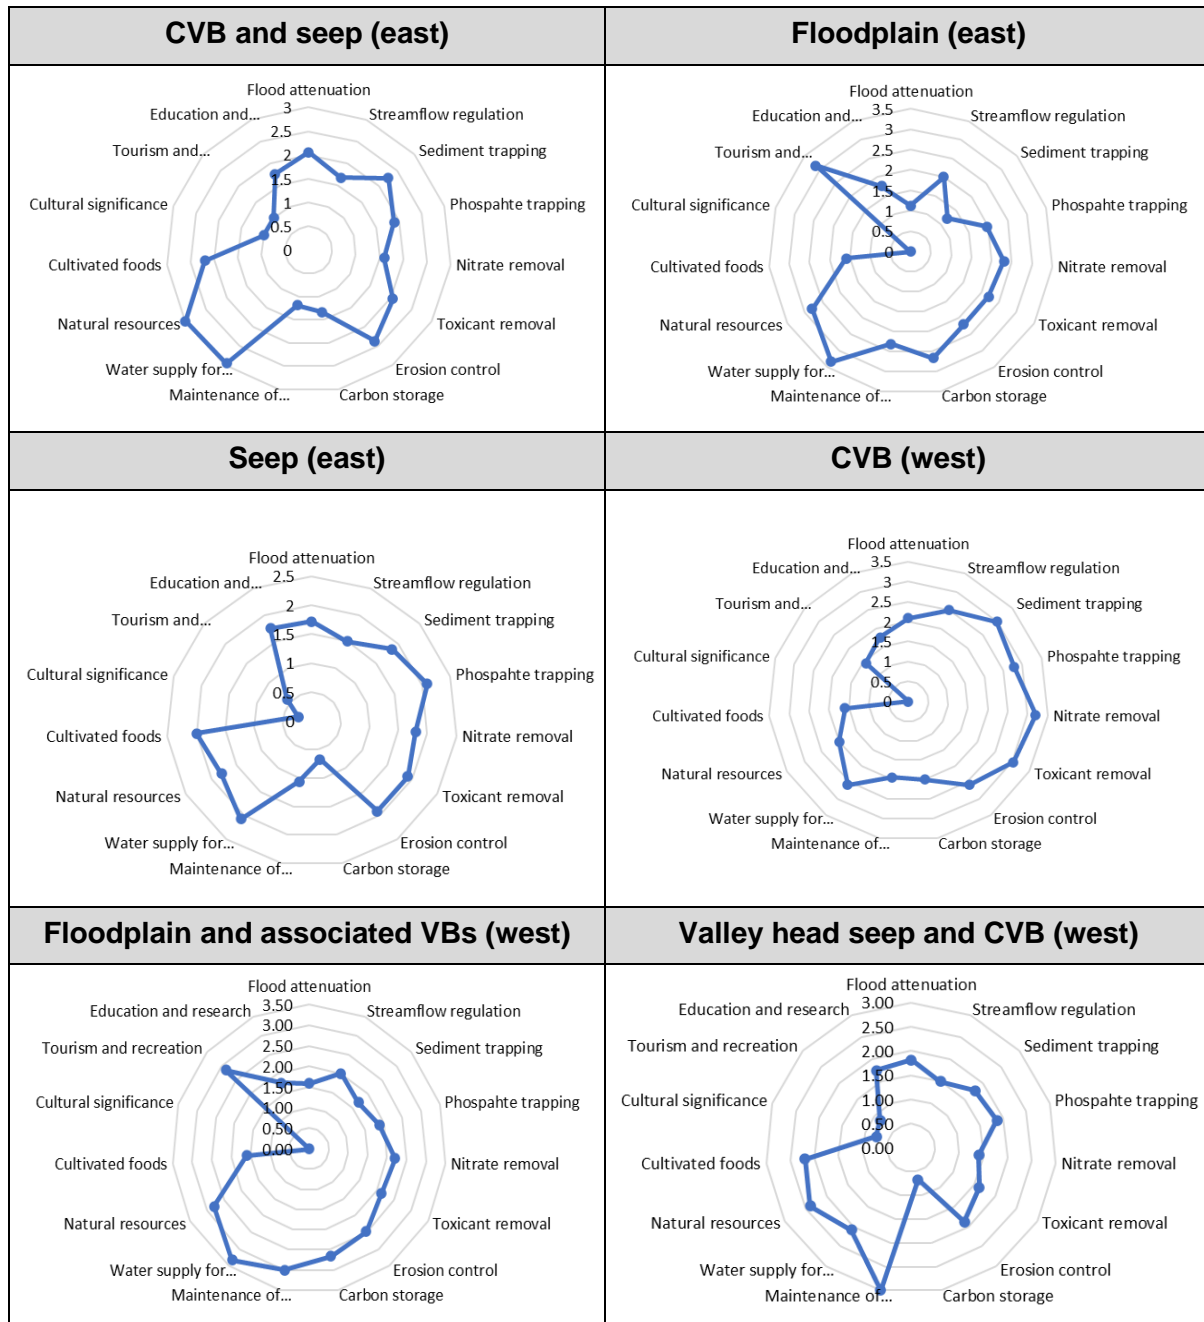 CVB and seep (east)
Flood attenuation
Streamflow regulation
Sediment trapping
Phospahte trapping
Nitrate removal
Toxicant removal
Erosion control
Carbon storage
Maintenance of...
Water supply for...
Natural resources
Cultivated foods
Cultural significance
Tourism and...
Education and...
3
2.5
2
1.5
1
0.5
0
Floodplain (east)
Flood attenuation
Streamflow regulation
Sediment trapping
Phospahte trapping
Nitrate removal
Toxicant removal
Erosion control
Carbon storage
Maintenance of...
Water supply for...
Natural resources
Cultivated foods
Cultural significance
Tourism and...
Education and...
3.5
3
2.5
2
1.5
1
0.5
0
Seep (east)
Flood attenuation
Streamflow regulation
Sediment trapping
Phospahte trapping
Nitrate removal
Toxicant removal
Erosion control
Carbon storage
Maintenance of...
Water supply for...
Natural resources
Cultivated foods
Cultural significance
Tourism and...
Education and...
2.5
2
1.5
1
0.5
0
CVB (west)
Flood attenuation
Streamflow regulation
Sediment trapping
Phospahte trapping
Nitrate removal
Toxicant removal
Erosion control
Carbon storage
Maintenance of...
Water supply for...
Natural resources
Cultivated foods
Cultural significance
Tourism and...
Education and...
3.5
3
2.5
2
1.5
1
0.5
0
Floodplain and associated VBs (west)
Flood attenuation
Streamflow regulation
Sediment trapping
Phospahte trapping
Nitrate removal
Toxicant removal
Erosion control
Carbon storage
Maintenance of...
Water supply for...
Natural resources
Cultivated foods
Cultural significance
Tourism and recreation
Education and research
3.50
3.00
2.50
2.00
1.50
1.00
0.50
0.00
Valley head seep and CVB (west)
Flood attenuation
Streamflow regulation
Sediment trapping
Phospahte trapping
Nitrate removal
Toxicant removal
Erosion control
Carbon storage
Maintenance of...
Water supply for...
Natural resources
Cultivated foods
Cultural significance
Tourism and recreation
Education and research
3.00
2.50
2.00
1.50
1.00
0.50
0.00